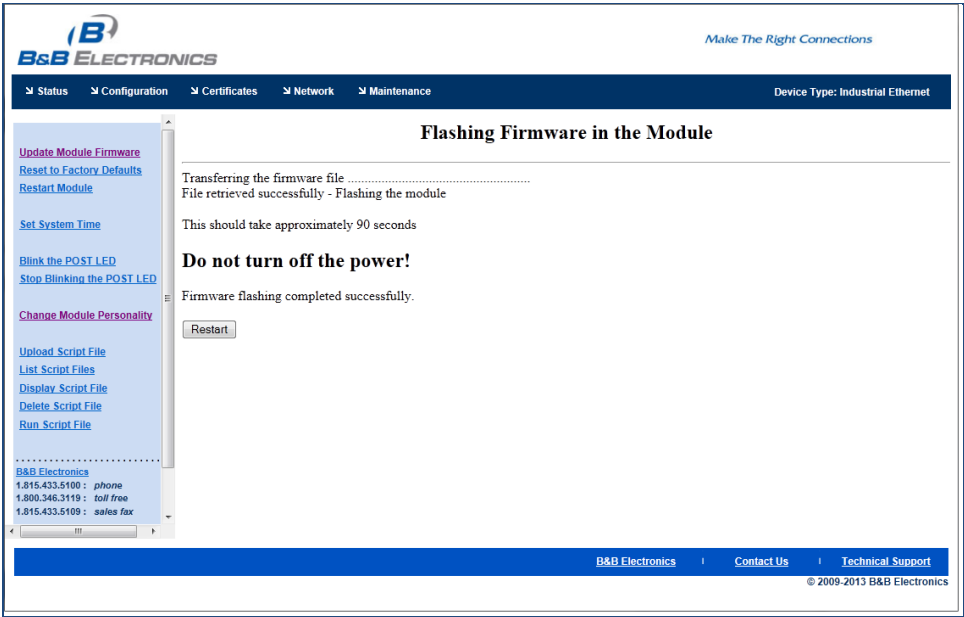 B
B&B ELECTRONICS
Make The Right Connections
Status Configuration Certificates Network Maintenance Device Type: Industrial Ethernet
Update Module Firmware
Reset to Factory Defaults
Restart Module
Set System Time
Blink the POST LED
Stop Blinking the POST LED
Change Module Personality
Upload Script File
List Script Files
Display Script File
Delete Script File
Run Script File
B&B Electronics
1.815.433.5100 : phone
1.800.346.3119 : toll free
1.815.433.5109 : sales fax
Flashing Firmware in the Module
Transferring the firmware file .......................................................
File retrieved successfully - Flashing the module
This should take approximately 90 seconds
Do not turn off the power!
Firmware flashing completed successfully.
Restart
B&B Electronics | Contact Us | Technical Support
© 2009-2013 B&B Electronics